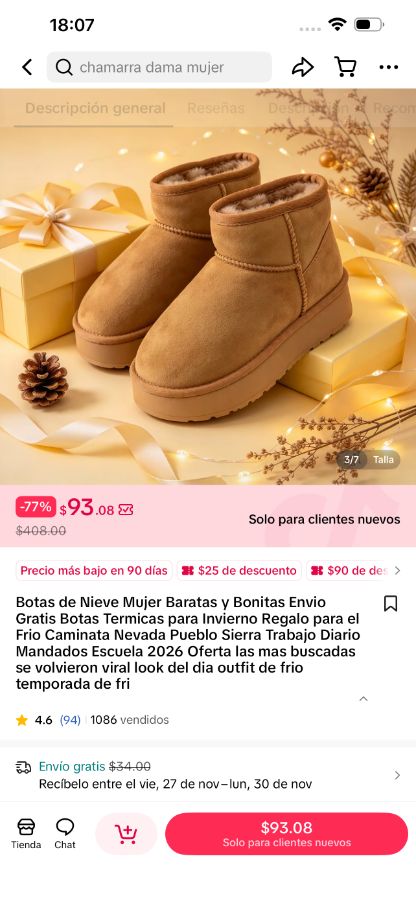 18:07
chamarra dama mujer
Descripción general Reseñas Descripción Recom
3/7 Talla
-77% $93.08
$408.00
Solo para clientes nuevos
Precio más bajo en 90 días $25 de descuento $90 de des
Botas de Nieve Mujer Baratas y Bonitas Envio
Gratis Botas Termicas para Invierno Regalo para el
Frio Caminata Nevada Pueblo Sierra Trabajo Diario
Mandados Escuela 2026 Oferta las mas buscadas
se volvieron viral look del dia outfit de frio
temporada de fri
4.6 (94) 1086 vendidos
Envío gratis $34.00
Recíbelo entre el vie, 27 de nov–lun, 30 de nov
Tienda Chat
$93.08
Solo para clientes nuevos